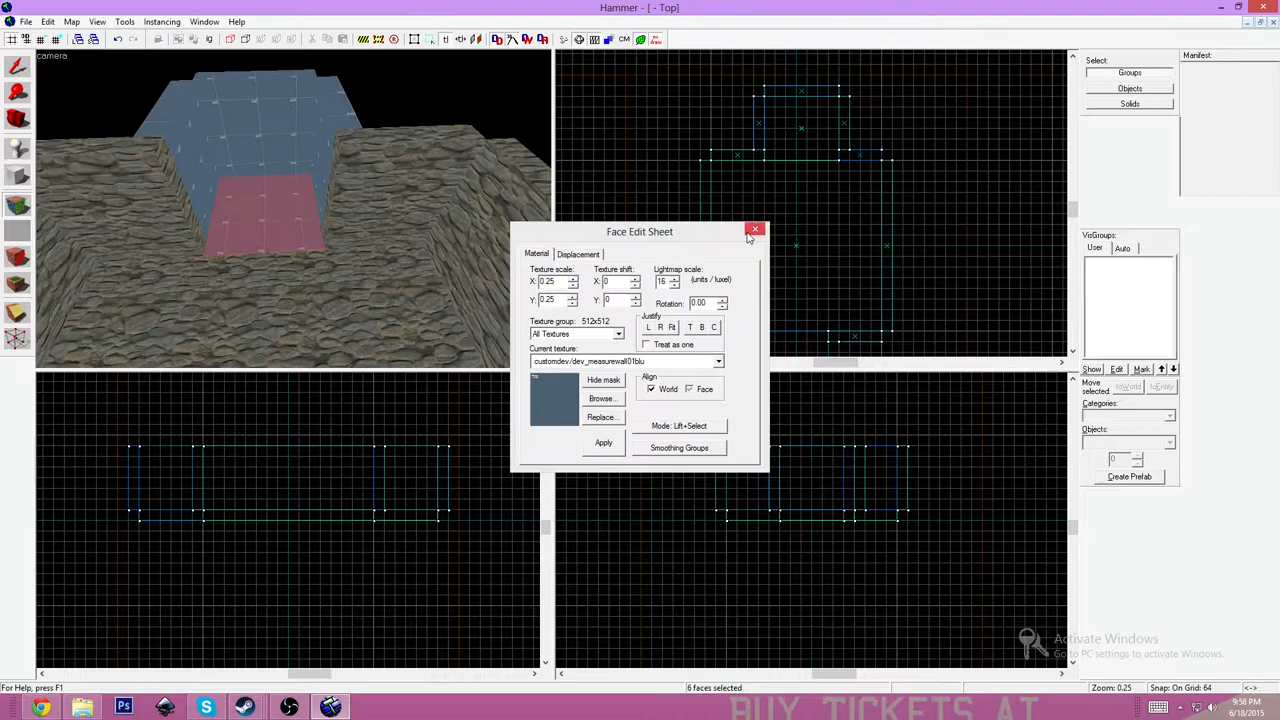 Hammer - [ - Top]
File Edit Map View Tools Instancing Window Help
CM
camera
Select:
Groups
Objects
Solids
Manifest:
VisGroups:
User Auto
Show Edit Mark
Move selected:
toWorld toEntity
Categories:
Objects:
0
Create Prefab
Face Edit Sheet
Material Displacement
Texture scale: Texture shift: Lightmap scale:
X: 0.25 X: 0 16 (units / luxel)
Y: 0.25 Y: 0 Rotation: 0.00
Texture group: 512x512
All Textures
Justify
L R Fit T B C
Treat as one
Current texture:
customdev/dev_measurewall01blu
Hide mask
Browse...
Replace...
Apply
Align
World Face
Mode: Lift+Select
Smoothing Groups
Activate Windows
Go to PC settings to activate Windows.
For Help, press F1
6 faces selected
Zoom: 0.25
Snap: On Grid: 64
<->
BUY TICKETS AT
9:58 PM
6/18/2015